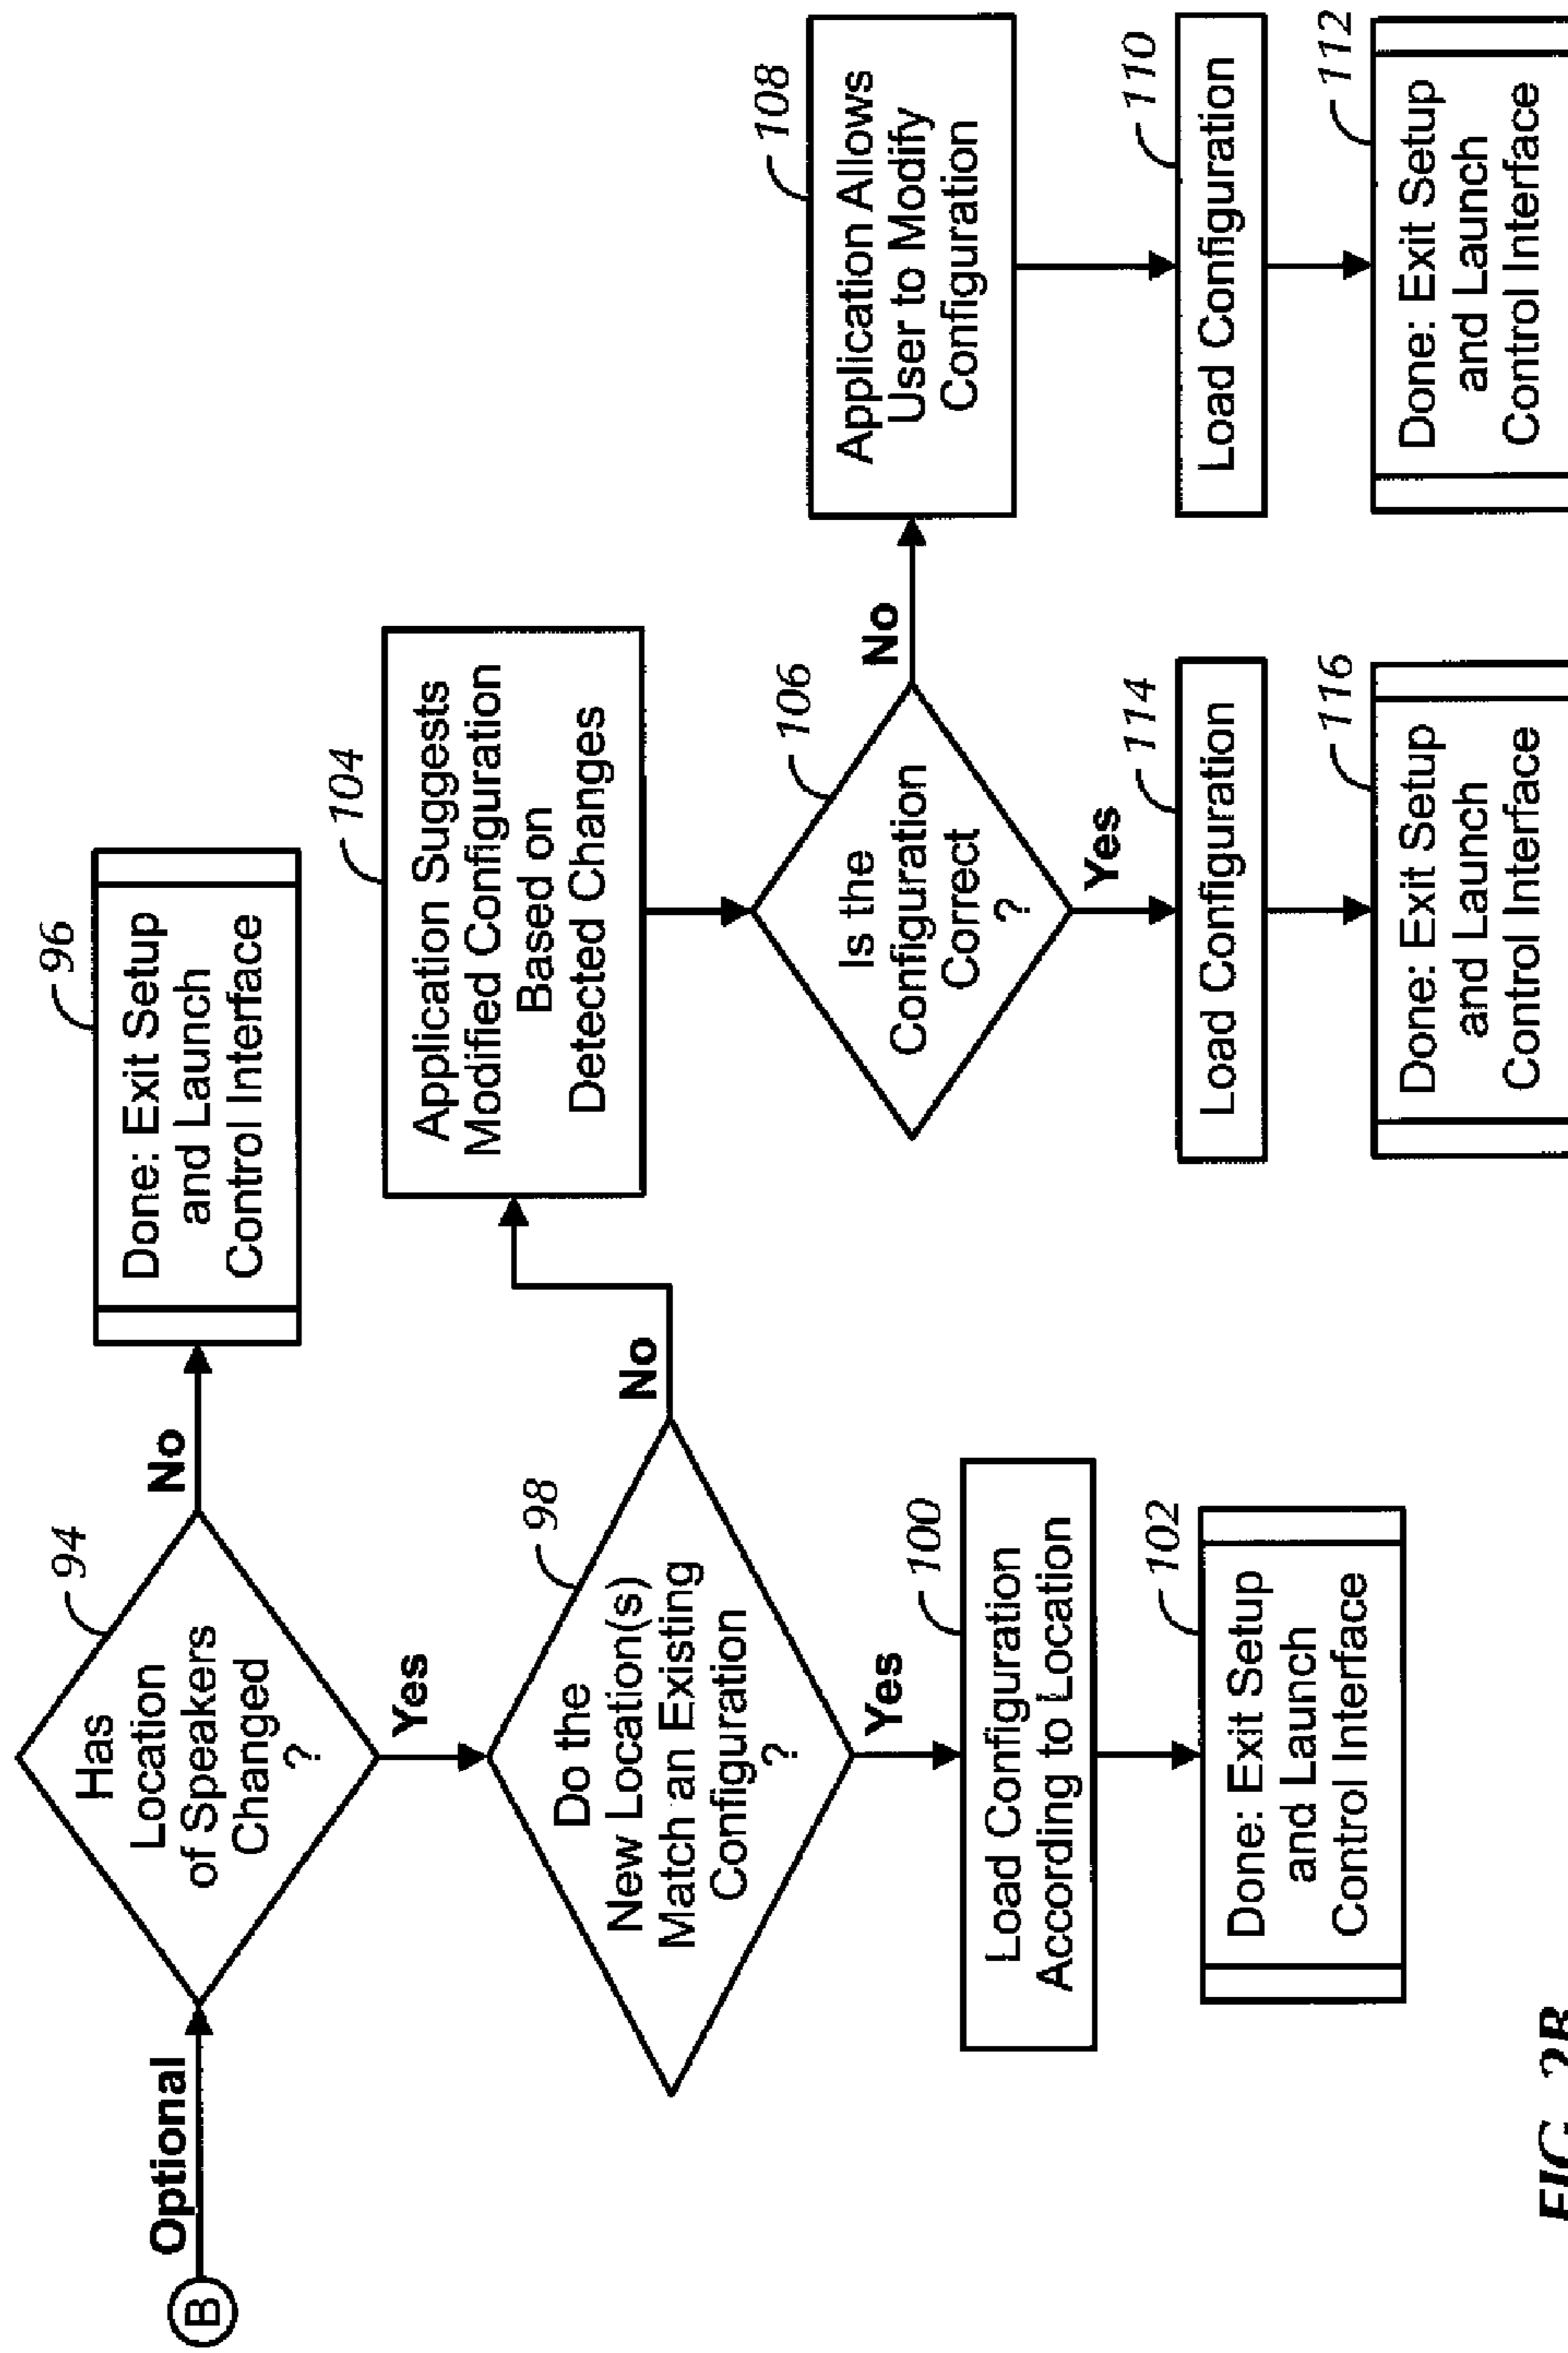 B
Optional
94
Has
Location
of Speakers
Changed
?
No
96
Done: Exit Setup
and Launch
Control Interface
Yes
98
Do the
New Location(s)
Match an Existing
Configuration
?
No
104
Application Suggests
Modified Configuration
Based on
Detected Changes
Yes
100
Load Configuration
According to Location
102
Done: Exit Setup
and Launch
Control Interface
106
Is the
Configuration
Correct
?
No
108
Application Allows
User to Modify
Configuration
Yes
114
Load Configuration
110
Load Configuration
116
Done: Exit Setup
and Launch
Control Interface
112
Done: Exit Setup
and Launch
Control Interface
FIG. 2B